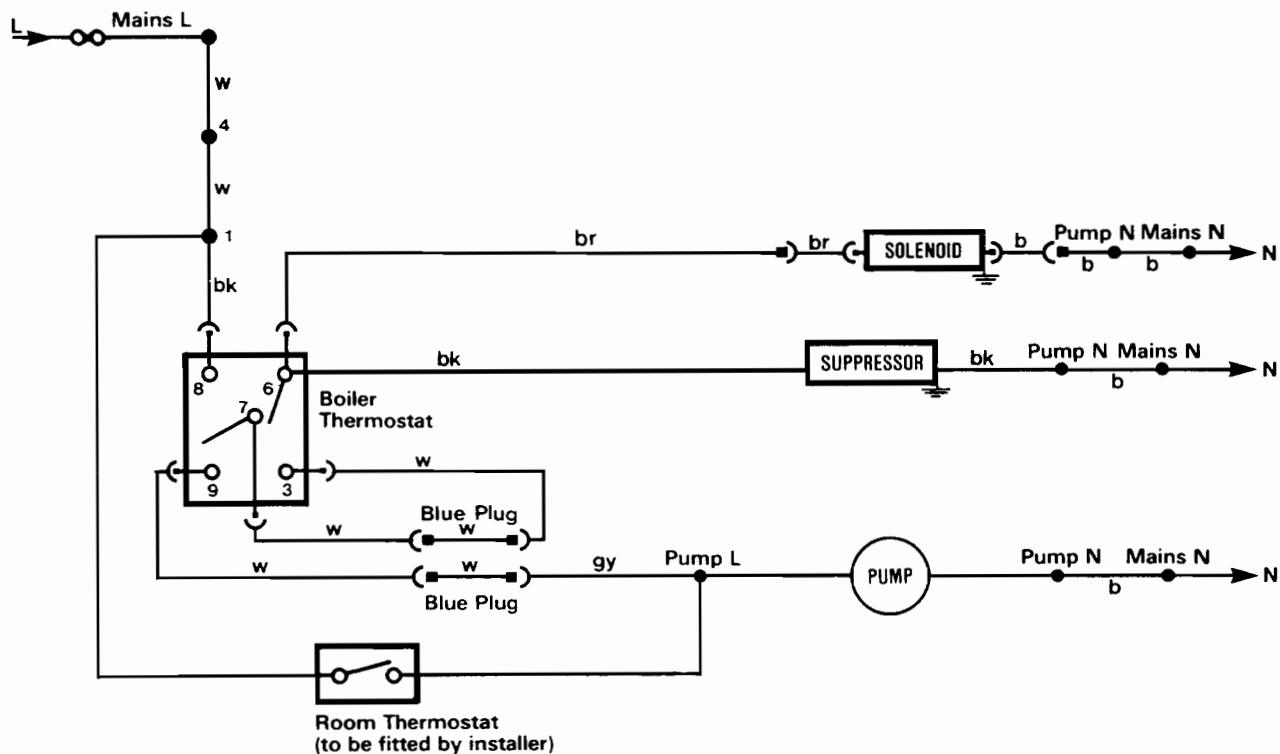 L
Mains L
w
4
w
1
bk
br
br
SOLENOID
b
Pump N Mains N
b
b
N
8
6
7
9
3
Boiler
Thermostat
bk
SUPPRESSOR
bk
Pump N Mains N
b
N
w
Blue Plug
w
w
w
w
Blue Plug
gy
Pump L
PUMP
Pump N
Mains N
b
N
Room Thermostat
(to be fitted by installer)